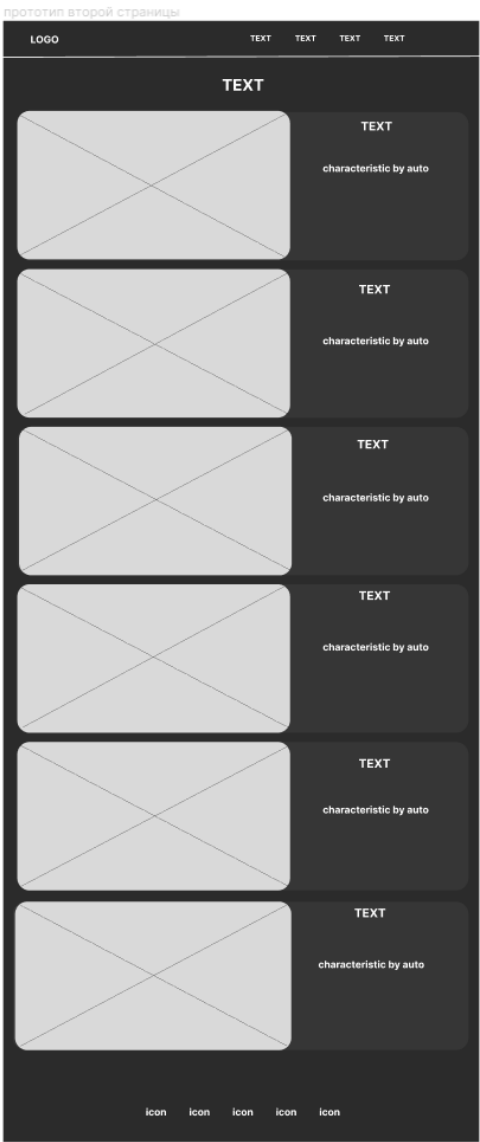 прототип второй страницы
LOGO TEXT TEXT TEXT TEXT
TEXT
TEXT
characteristic by auto
TEXT
characteristic by auto
TEXT
characteristic by auto
TEXT
characteristic by auto
TEXT
characteristic by auto
TEXT
characteristic by auto
icon icon icon icon icon